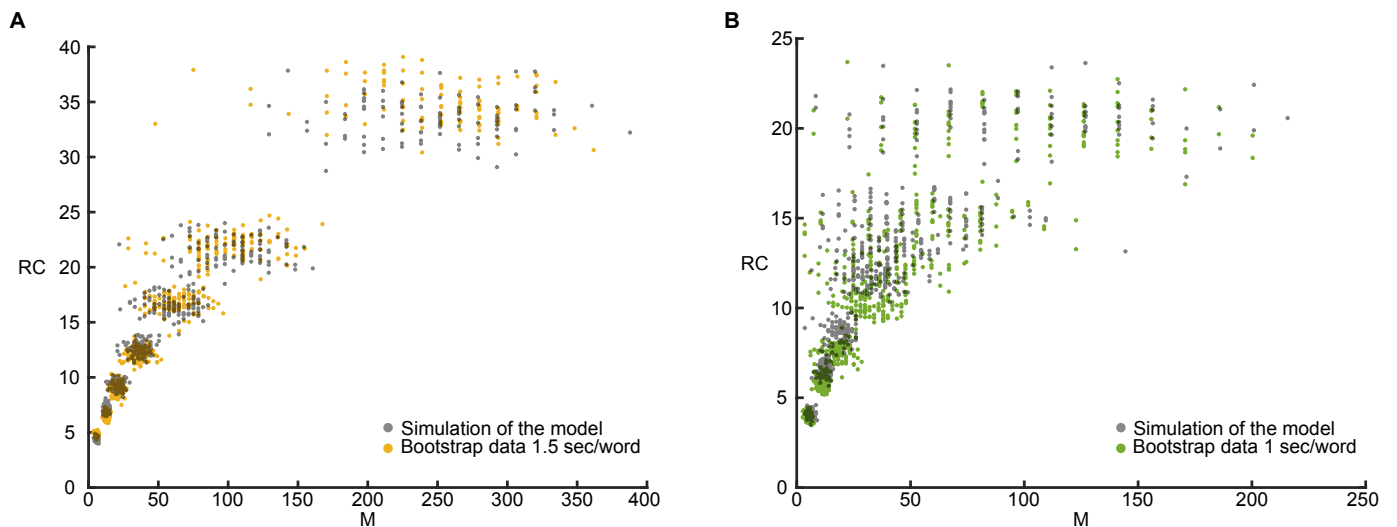 A
40
35
30
25
RC
20
15
10
5
0
0 50 100 150 200 250 300 350 400
M
Simulation of the model
Bootstrap data 1.5 sec/word
B
25
20
15
RC
10
5
0
0 50 100 150 200 250
M
Simulation of the model
Bootstrap data 1 sec/word